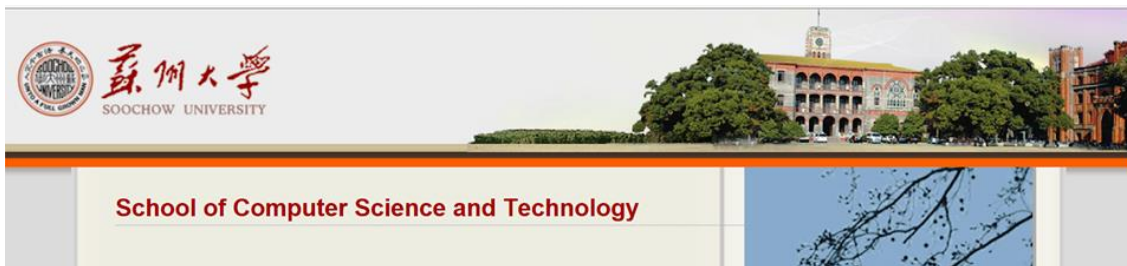 蘇州大學
SOOCHOW UNIVERSITY
School of Computer Science and Technology